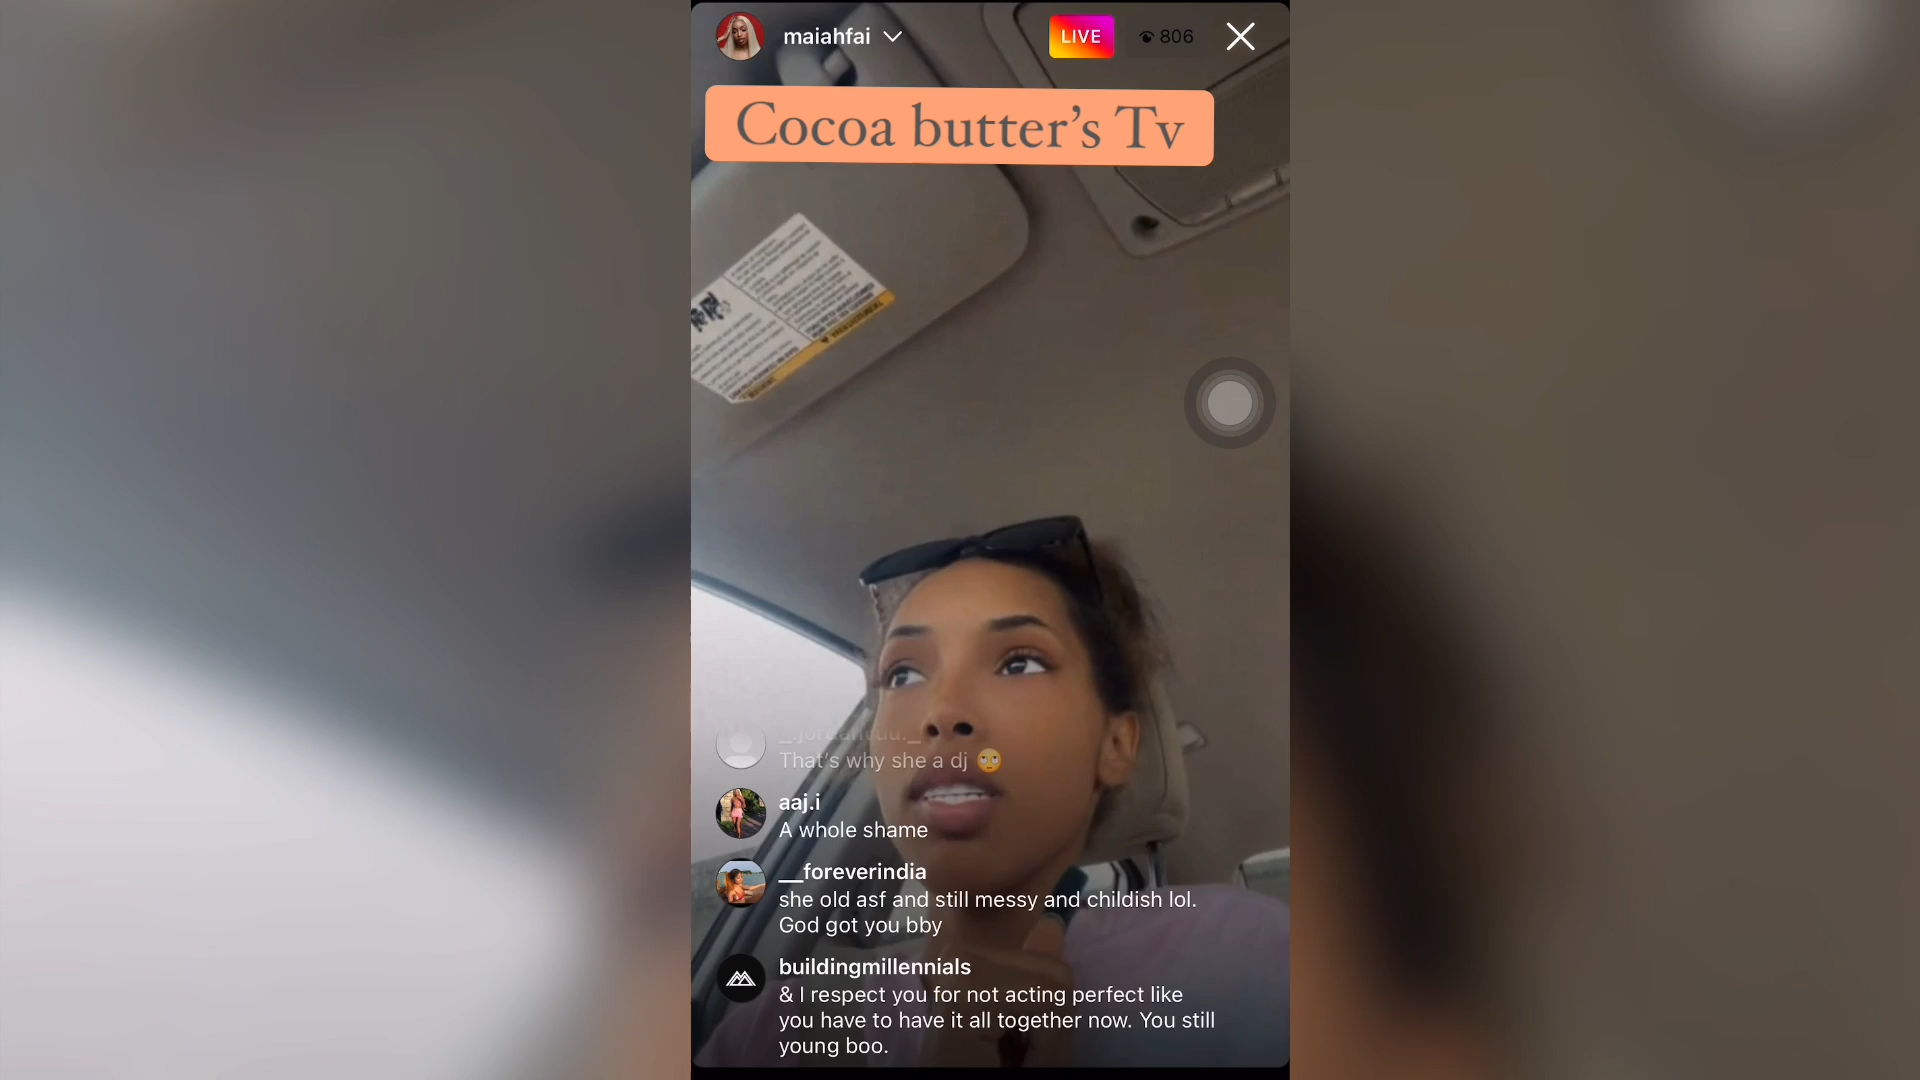 maiahfai
LIVE
806
Cocoa butter’s Tv
That’s why she a dj 🙄
aaj.i
A whole shame
__foreverindia
she old asf and still messy and childish lol.
God got you bby
buildingmillennials
& I respect you for not acting perfect like
you have to have it all together now. You still
young boo.